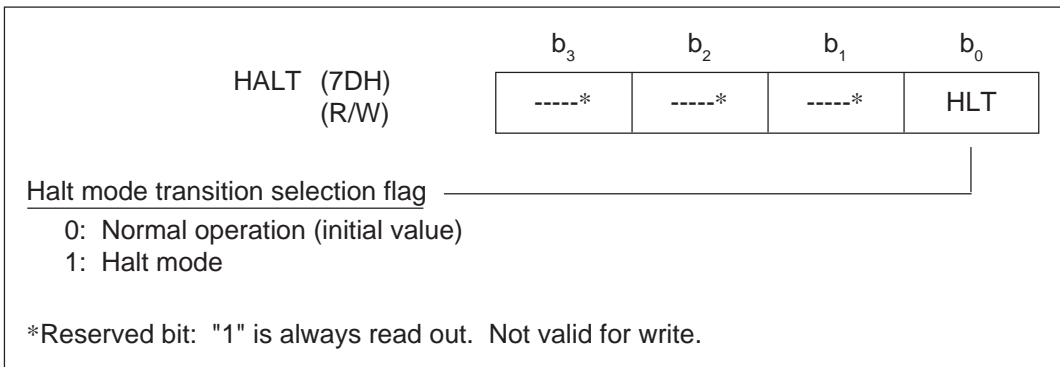 b3 b2 b1 b0
HALT (7DH)
(R/W)
-----* -----* -----* HLT
Halt mode transition selection flag
0: Normal operation (initial value)
1: Halt mode
*Reserved bit: "1" is always read out. Not valid for write.